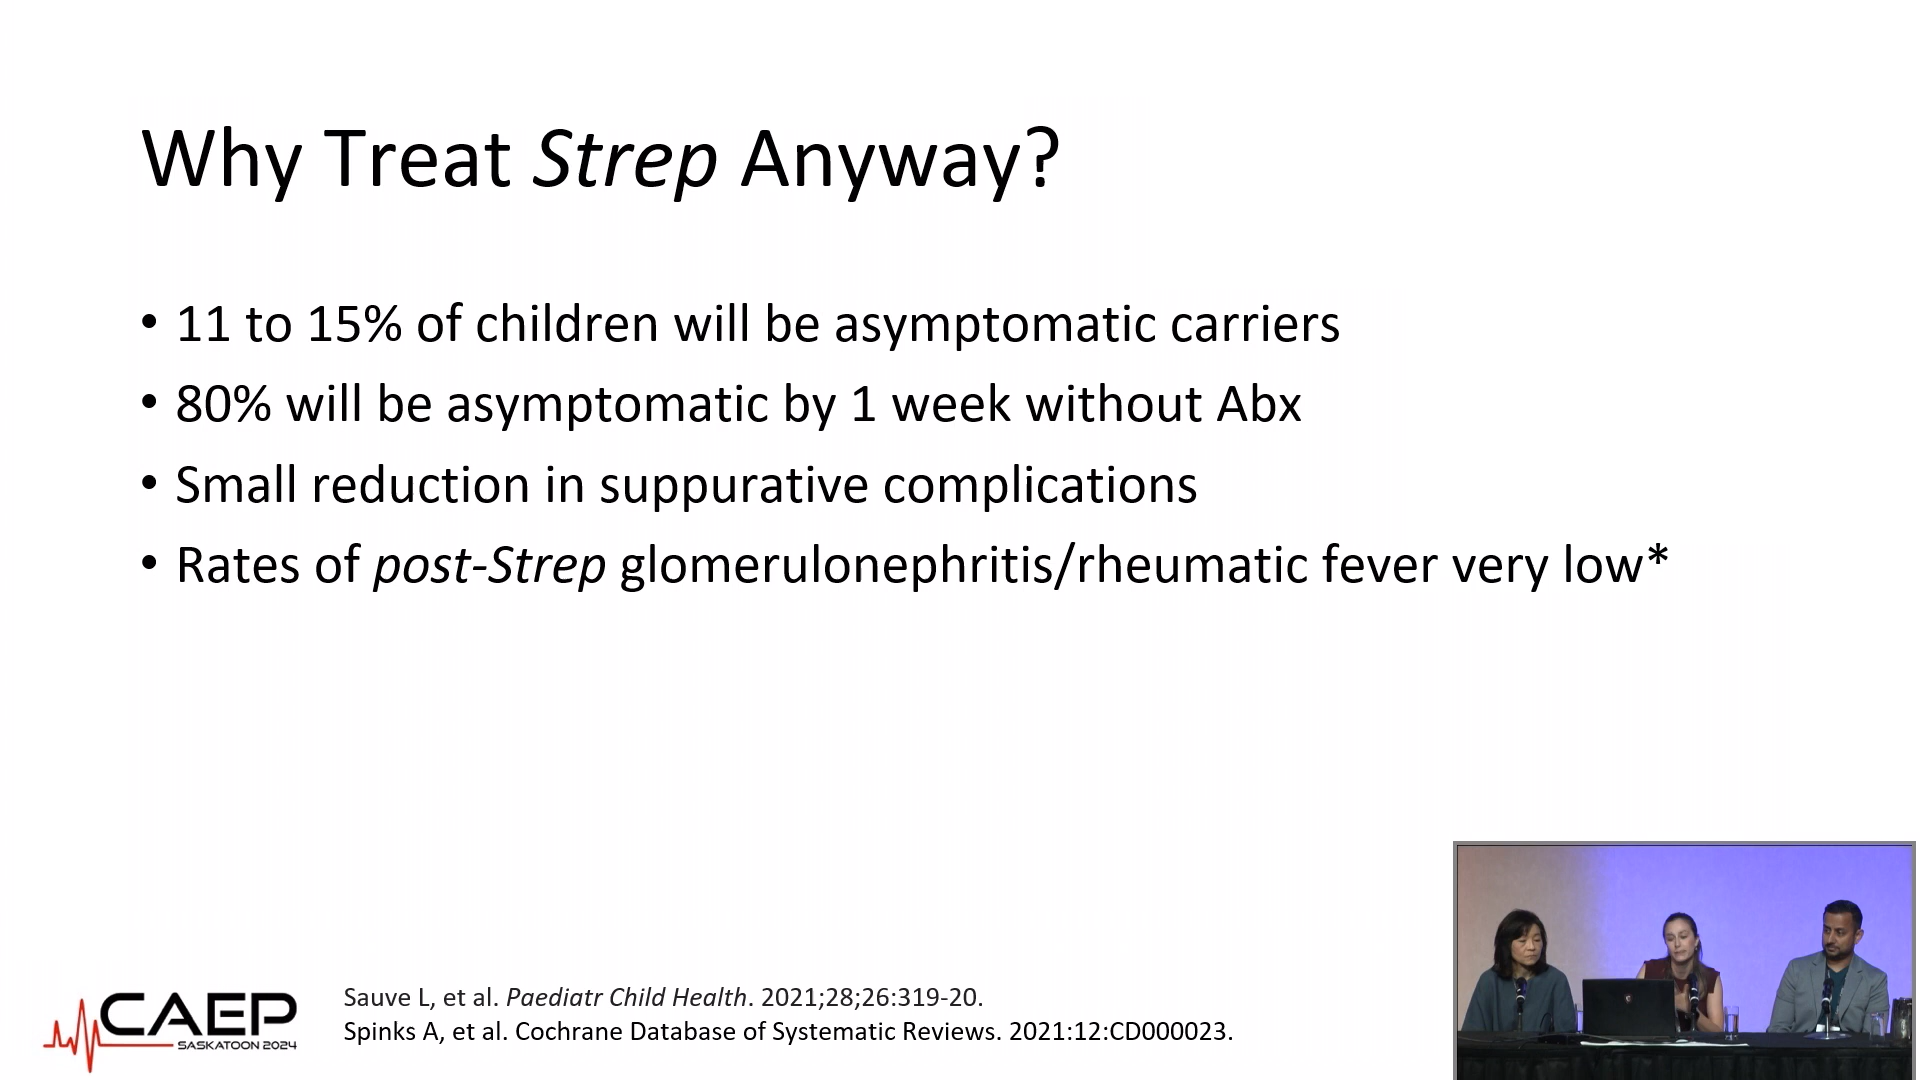 Why Treat Strep Anyway?
• 11 to 15% of children will be asymptomatic carriers
• 80% will be asymptomatic by 1 week without Abx
• Small reduction in suppurative complications
• Rates of post-Strep glomerulonephritis/rheumatic fever very low*
CAEP
SASKATOON 2024
Sauve L, et al. Paediatr Child Health. 2021;28;26:319-20.
Spinks A, et al. Cochrane Database of Systematic Reviews. 2021:12:CD000023.